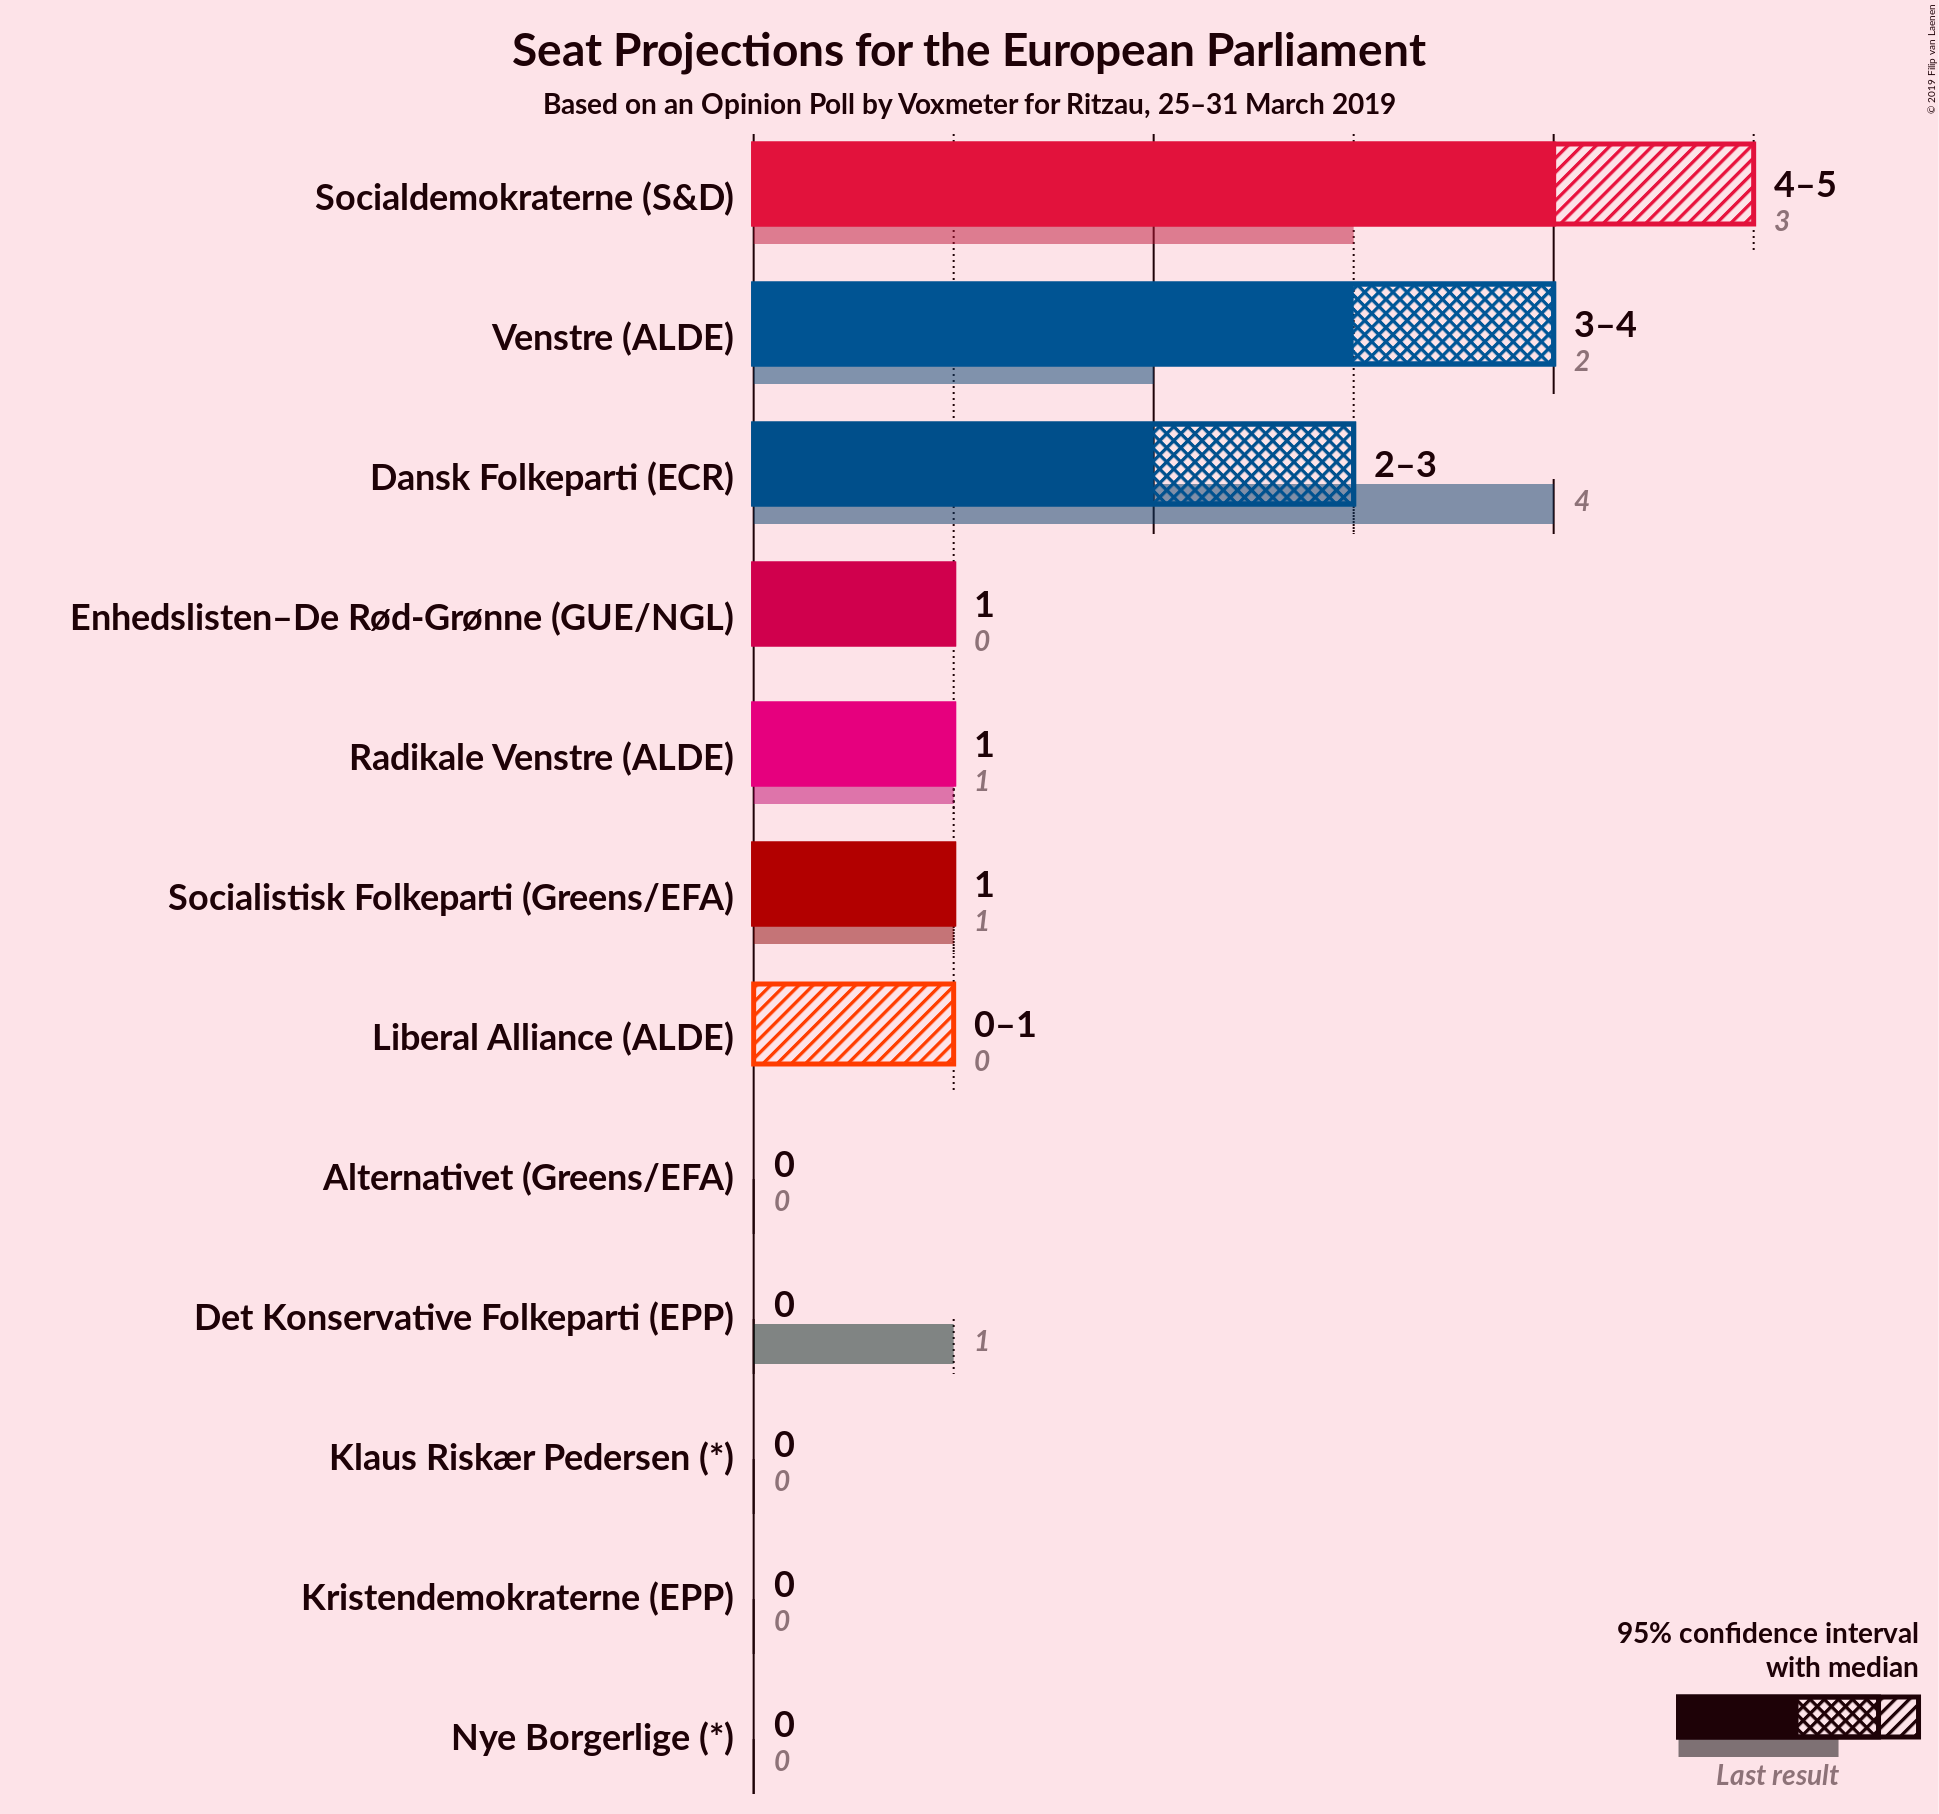 Seat Projections for the European Parliament
Based on an Opinion Poll by Voxmeter for Ritzau, 25–31 March 2019
© 2019 Filip van Laenen
Socialdemokraterne (S&D)
4–5
3
Venstre (ALDE)
3–4
2
Dansk Folkeparti (ECR)
2–3
4
Enhedslisten–De Rød-Grønne (GUE/NGL)
1
0
Radikale Venstre (ALDE)
1
1
Socialistisk Folkeparti (Greens/EFA)
1
1
Liberal Alliance (ALDE)
0–1
0
Alternativet (Greens/EFA)
0
0
Det Konservative Folkeparti (EPP)
0
1
Klaus Riskær Pedersen (*)
0
0
Kristendemokraterne (EPP)
0
0
Nye Borgerlige (*)
0
0
95% confidence interval
with median
Last result